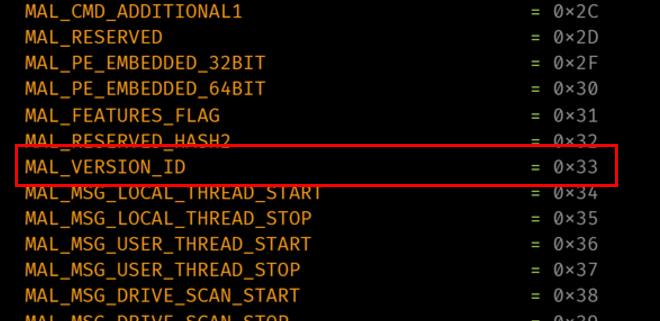 MAL_CMD_ADDITIONAL1 = 0×2C
MAL_RESERVED = 0×2D
MAL_PE_EMBEDDED_32BIT = 0×2F
MAL_PE_EMBEDDED_64BIT = 0×30
MAL_FEATURES_FLAG = 0×31
MAL_RESERVED_HASH2 = 0×32
MAL_VERSION_ID = 0×33
MAL_MSG_LOCAL_THREAD_START = 0×34
MAL_MSG_LOCAL_THREAD_STOP = 0×35
MAL_MSG_USER_THREAD_START = 0×36
MAL_MSG_USER_THREAD_STOP = 0×37
MAL_MSG_DRIVE_SCAN_START = 0×38
MAL_MSG_DRIVE_SCAN_STOP = 0×39